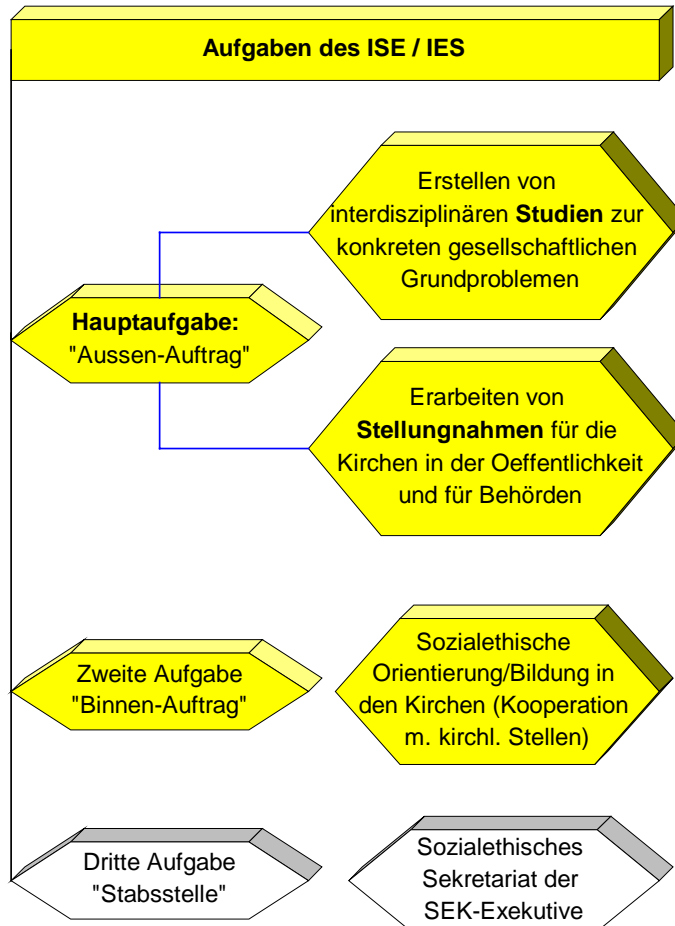 Aufgaben des ISE / IES
Erstellen von
interdisziplinären Studien zur
konkreten gesellschaftlichen
Grundproblemen
Hauptaufgabe:
"Aussen-Auftrag"
Erarbeiten von
Stellungnahmen für die
Kirchen in der Oeffentlichkeit
und für Behörden
Zweite Aufgabe
"Binnen-Auftrag"
Sozialethische
Orientierung/Bildung in
den Kirchen (Kooperation
m. kirchl. Stellen)
Dritte Aufgabe
"Stabsstelle"
Sozialethisches
Sekretariat der
SEK-Exekutive